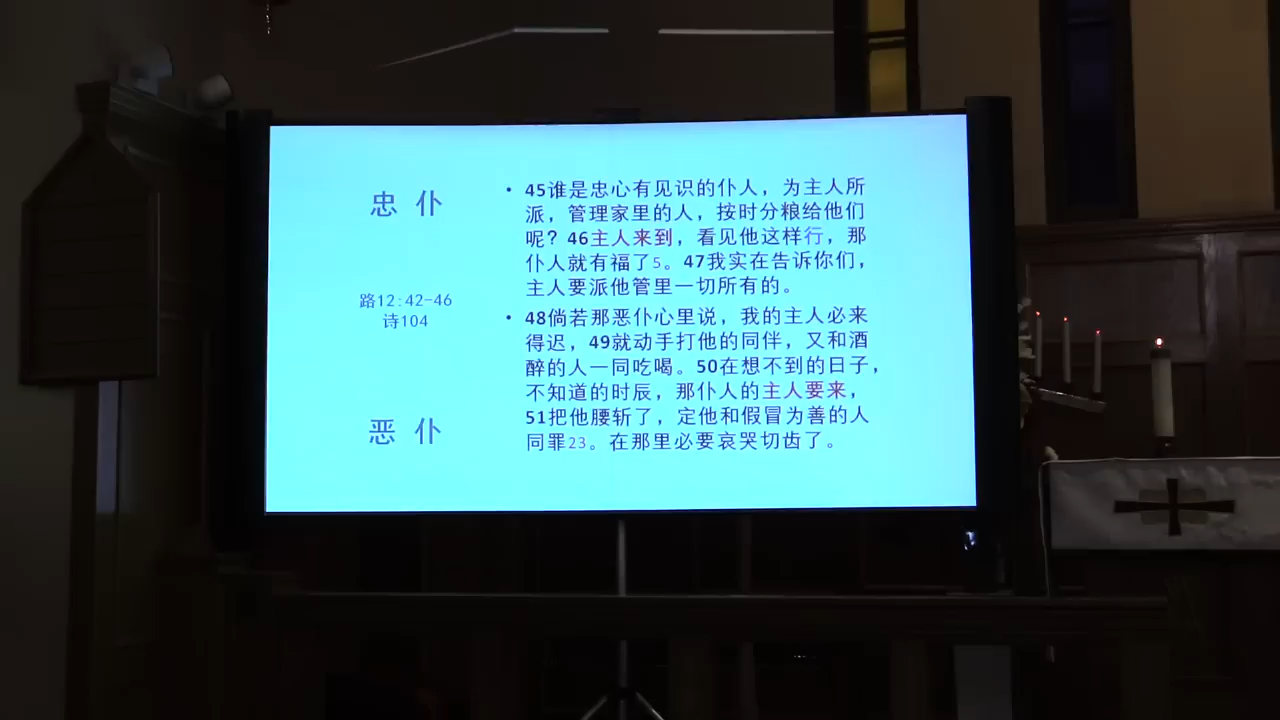 忠 仆
路12:42-46
诗104
恶 仆
• 45谁是忠心有见识的仆人，为主人所
派，管理家里的人，按时分粮给他们
呢？46主人来到，看见他这样行，那
仆人就有福了5。47我实在告诉你们，
主人要派他管里一切所有的。
• 48倘若那恶仆心里说，我的主人必来
得迟，49就动手打他的同伴，又和酒
醉的人一同吃喝。50在想不到的日子，
不知道的时辰，那仆人的主人要来，
51把他腰斩了，定他和假冒为善的人
同罪23。在那里必要哀哭切齿了。